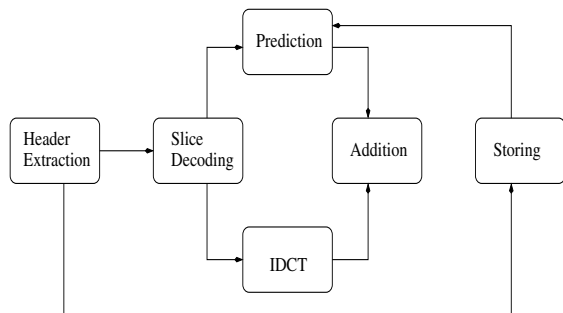 Prediction
Header
Extraction
Slice
Decoding
Addition
Storing
IDCT